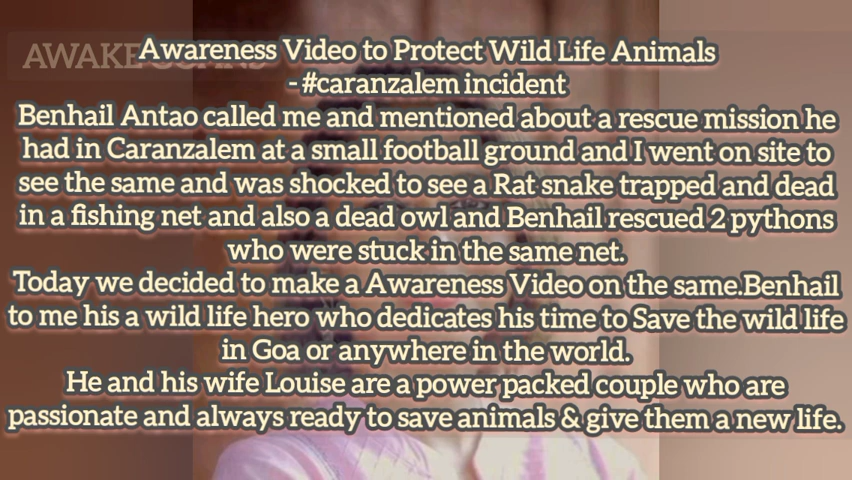 Awareness Video to Protect Wild Life Animals
- #caranzalem incident
Benhail Antao called me and mentioned about a rescue mission he
had in Caranzalem at a small football ground and I went on site to
see the same and was shocked to see a Rat snake trapped and dead
in a fishing net and also a dead owl and Benhail rescued 2 pythons
who were stuck in the same net.
Today we decided to make a Awareness Video on the same.Benhail
to me his a wild life hero who dedicates his time to Save the wild life
in Goa or anywhere in the world.
He and his wife Louise are a power packed couple who are
passionate and always ready to save animals & give them a new life.
AWAKE